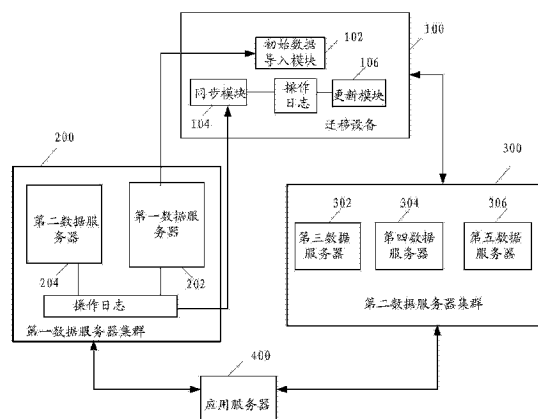 100
102
初始数据
导入模块
106
同步模块
操作
日志
更新模块
104
迁移设备
200
第二数据服务器
第一数据服务器
204
202
操作日志
第一数据服务器集群
300
302
304
306
第三数据服务器
第四数据服务器
第五数据服务器
第二数据服务器集群
400
应用服务器